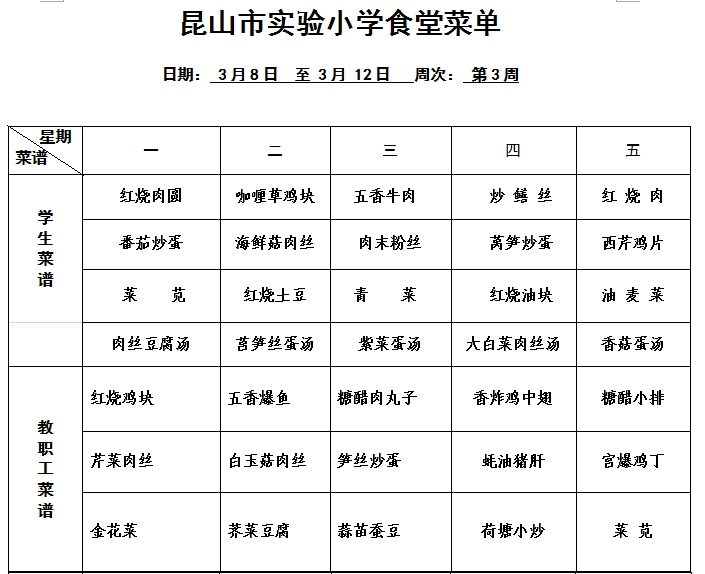 昆山市实验小学食堂菜单
日期： 3月8日 至 3月 12日 周次： 第3周
星期 一 二 三 四 五
菜谱
学生菜谱
红烧肉圆 咖喱草鸡块 五香牛肉 炒 鳝 丝 红 烧 肉
番茄炒蛋 海鲜菇肉丝 肉末粉丝 莴笋炒蛋 西芹鸡片
菜 苋 红烧土豆 青 菜 红烧油块 油 麦 菜
肉丝豆腐汤 莴笋丝蛋汤 紫菜蛋汤 大白菜肉丝汤 香菇蛋汤
教职工菜谱
红烧鸡块 五香爆鱼 糖醋肉丸子 香炸鸡中翅 糖醋小排
芹菜肉丝 白玉菇肉丝 笋丝炒蛋 蚝油猪肝 宫爆鸡丁
金花菜 荠菜豆腐 蒜苗蚕豆 荷塘小炒 菜 苋